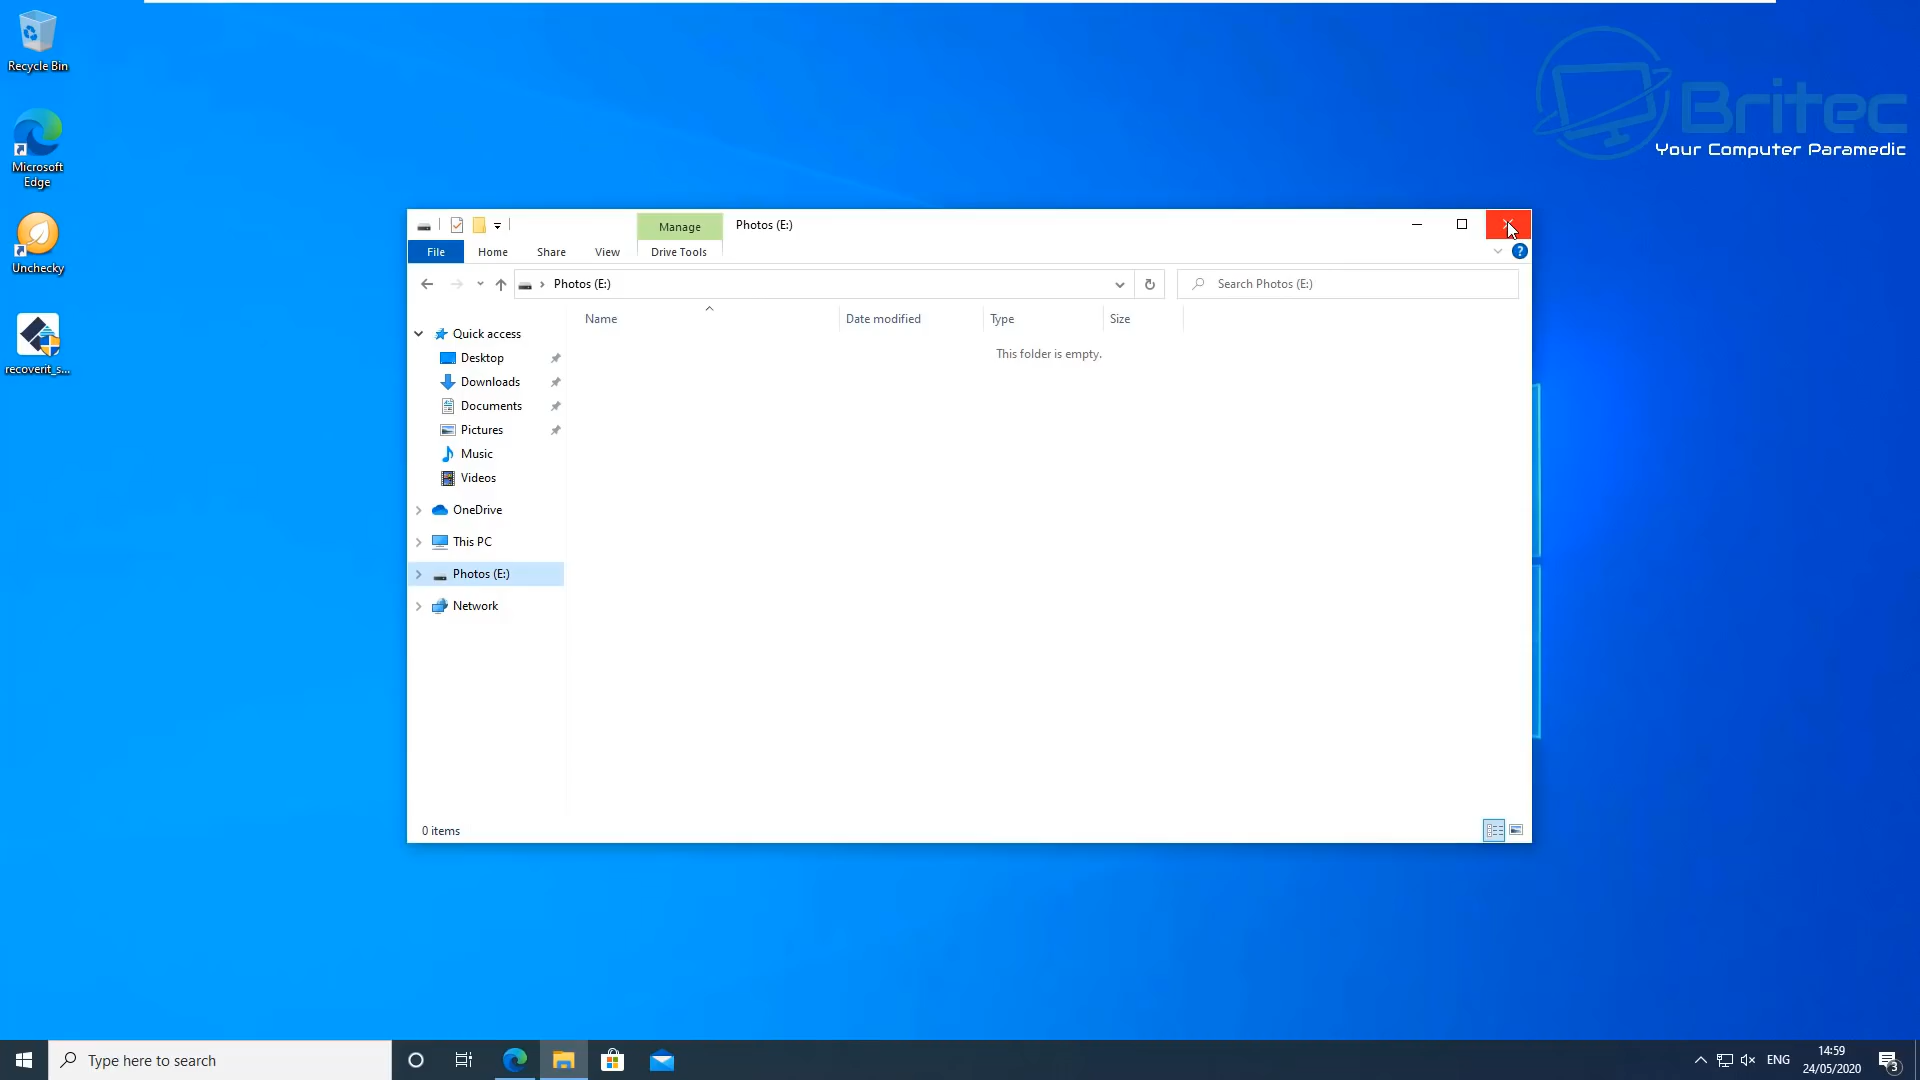 Recycle Bin
Microsoft
Edge
Unchecky
recoverit_s...
Britec
Your Computer Paramedic
Manage
Photos (E:)
File
Home
Share
View
Drive Tools
?
Photos (E:)
Search Photos (E:)
Name
Date modified
Type
Size
This folder is empty.
Quick access
Desktop
Downloads
Documents
Pictures
Music
Videos
OneDrive
This PC
Photos (E:)
Network
0 items
Type here to search
ENG
14:59
24/05/2020
3